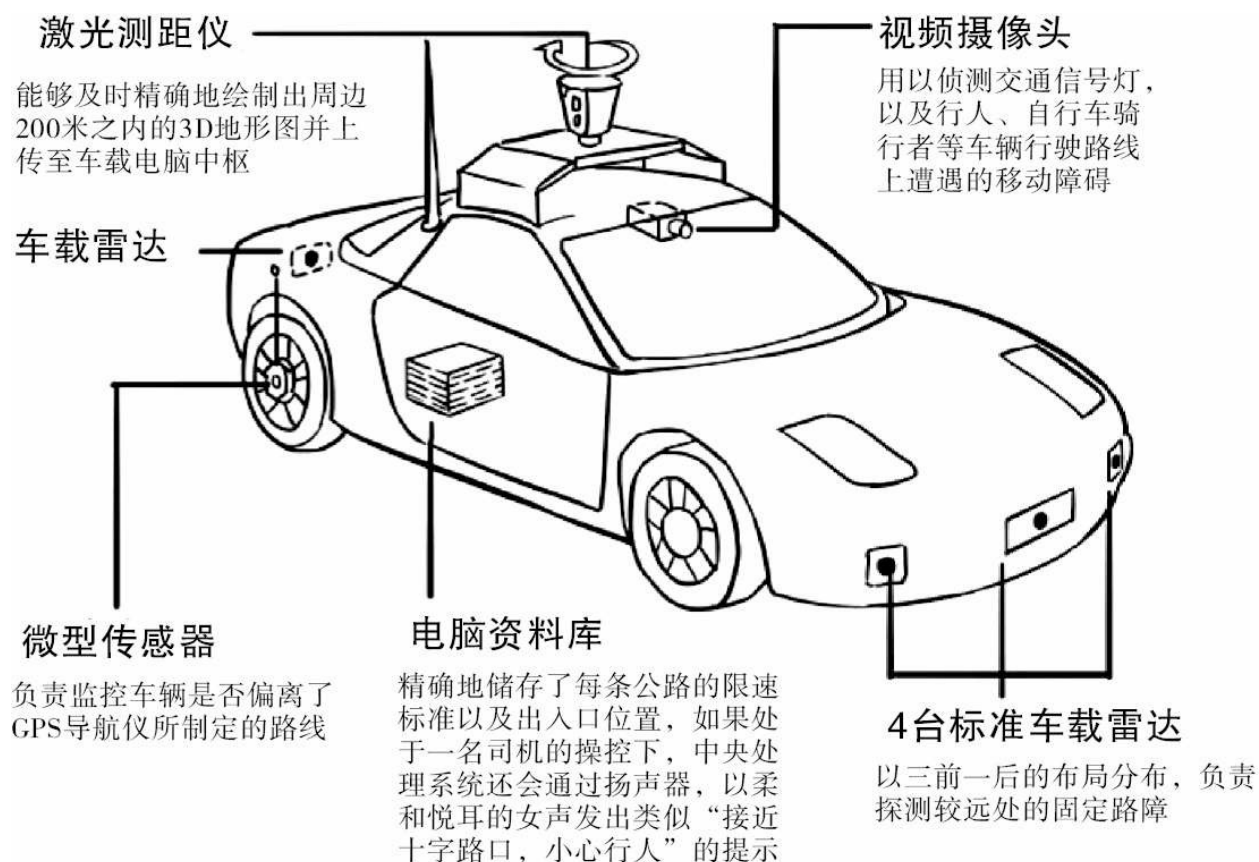 激光测距仪
能够及时精确地绘制出周边
200米之内的3D地形图并上
传至车载电脑中枢
视频摄像头
用以侦测交通信号灯,
以及行人、自行车骑
行者等车辆行驶路线
上遭遇的移动障碍
车载雷达
微型传感器
负责监控车辆是否偏离了
GPS导航仪所制定的路线
电脑资料库
精确地储存了每条公路的限速
标准以及出入口位置, 如果处
于一名司机的操控下, 中央处
理系统还会通过扬声器, 以柔
和悦耳的女声发出类似“接近
十字路口, 小心行人”的提示
4台标准车载雷达
以三前一后的布局分布, 负责
探测较远处的固定路障